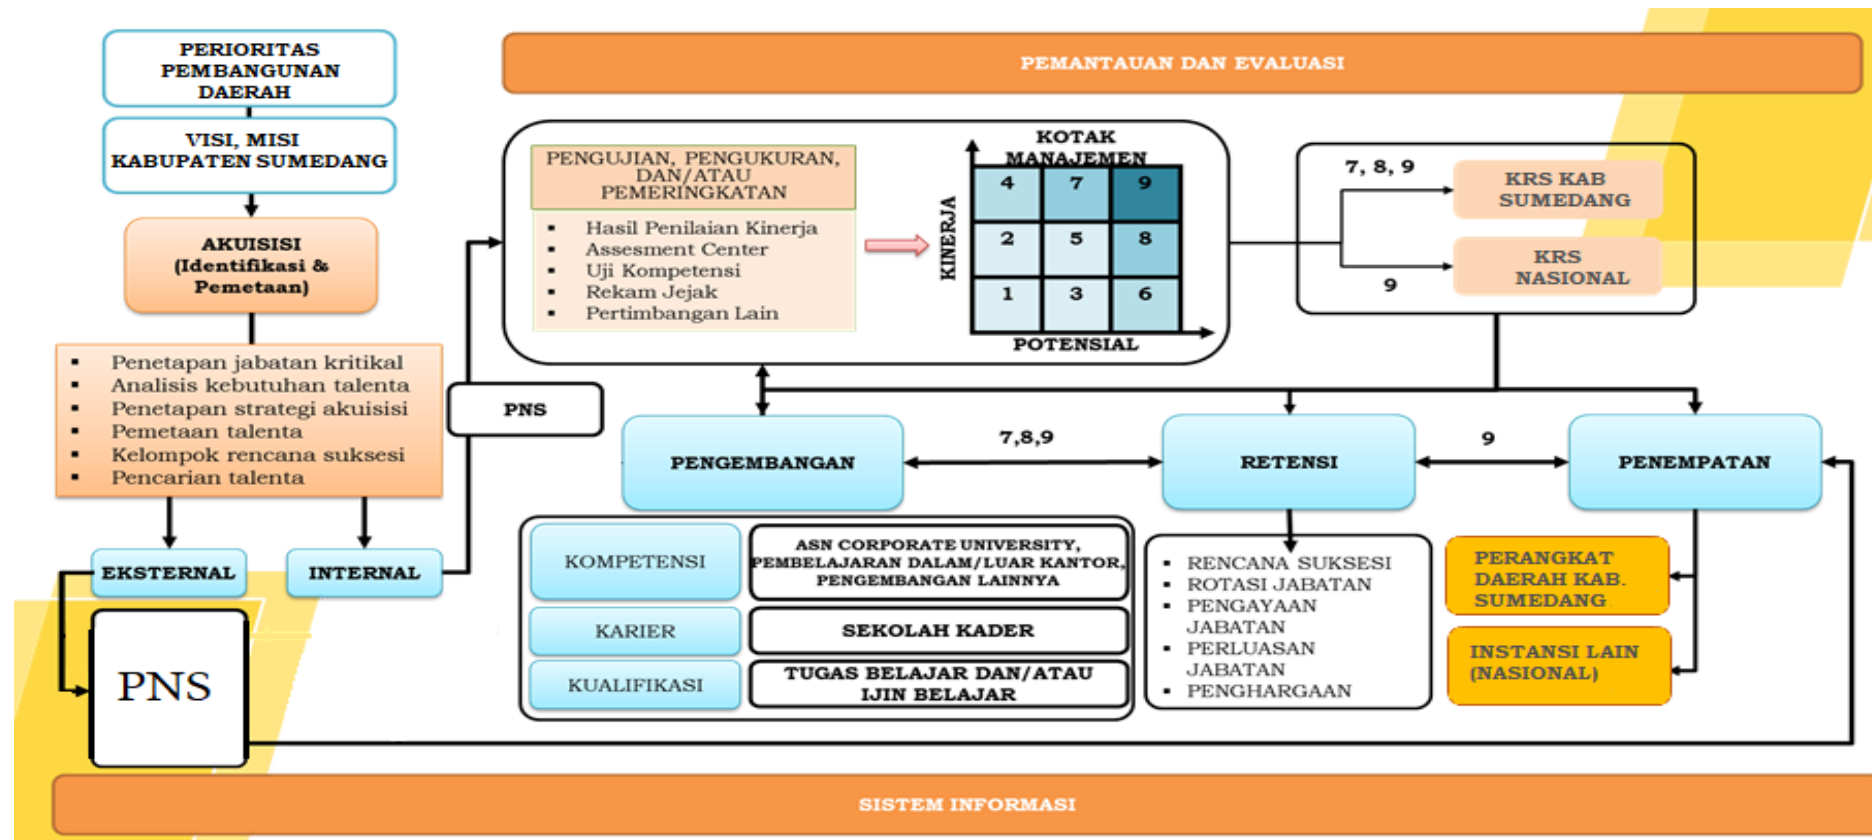 PERIORITAS
PEMBANGUNAN
DAERAH
VISI, MISI
KABUPATEN SUMEDANG
AKUISISI
(Identifikasi &
Pemetaan)
▪ Penetapan jabatan kritikal
▪ Analisis kebutuhan talenta
▪ Penetapan strategi akuisisi
▪ Pemetaan talenta
▪ Kelompok rencana suksesi
▪ Pencarian talenta
EKSTERNAL
INTERNAL
PNS
PNS
PEMANTAUAN DAN EVALUASI
PENGUJIAN, PENGUKURAN,
DAN/ATAU
PEMERINGKATAN
▪ Hasil Penilaian Kinerja
▪ Assesment Center
▪ Uji Kompetensi
▪ Rekam Jejak
▪ Pertimbangan Lain
KOTAK
MANAJEMEN
KINERJA
4 7 9
2 5 8
1 3 6
POTENSIAL
7, 8, 9
KRS KAB
SUMEDANG
9
KRS
NASIONAL
PENGEMBANGAN
7,8,9
RETENSI
9
PENEMPATAN
KOMPETENSI
ASN CORPORATE UNIVERSITY,
PEMBELAJARAN DALAM/LUAR KANTOR,
PENGEMBANGAN LAINNYA
KARIER
SEKOLAH KADER
KUALIFIKASI
TUGAS BELAJAR DAN/ATAU
IJIN BELAJAR
▪ RENCANA SUKSESI
▪ ROTASI JABATAN
▪ PENGAYAAN
JABATAN
▪ PERLUASAN
JABATAN
▪ PENGHARGAAN
PERANGKAT
DAERAH KAB.
SUMEDANG
INSTANSI LAIN
(NASIONAL)
SISTEM INFORMASI